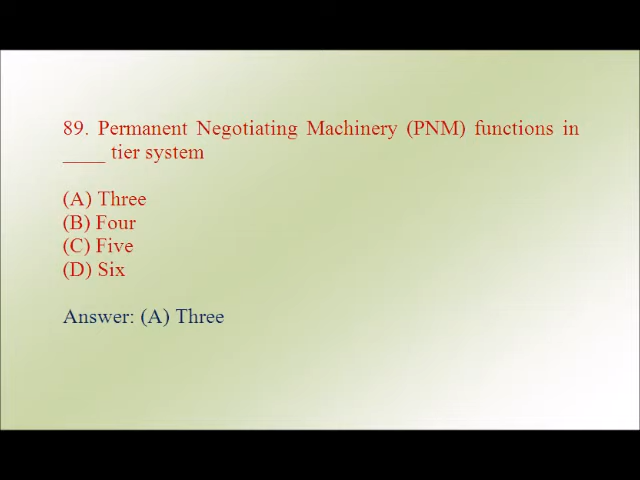 89. Permanent Negotiating Machinery (PNM) functions in
____ tier system
(A) Three
(B) Four
(C) Five
(D) Six
Answer: (A) Three